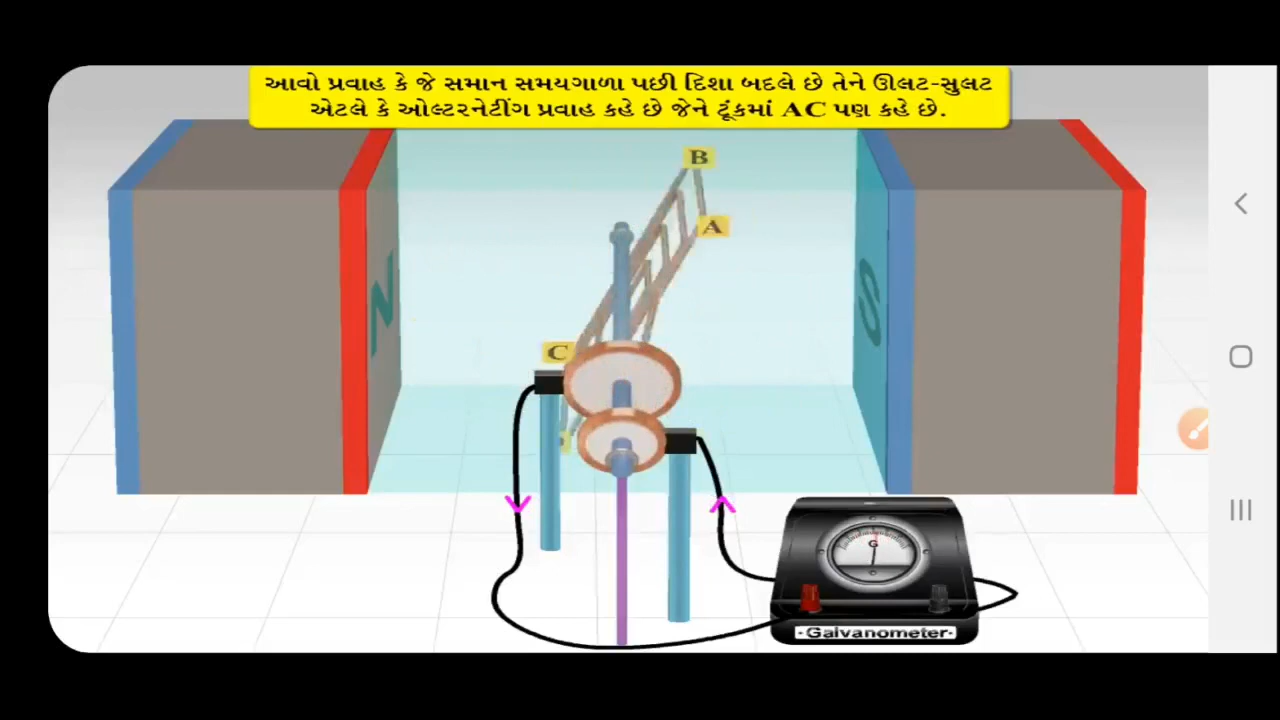 આવો પ્રવાહ કે જે સમાન સમયગાળા પછી દિશા બદલે છે તેને ઊલટ-સુલટ
એટલે કે ઓલ્ટરનેટીંગ પ્રવાહ કહે છે જેને ટૂંકમાં AC પણ કહે છે.
B
A
N
S
C
G
Galvanometer